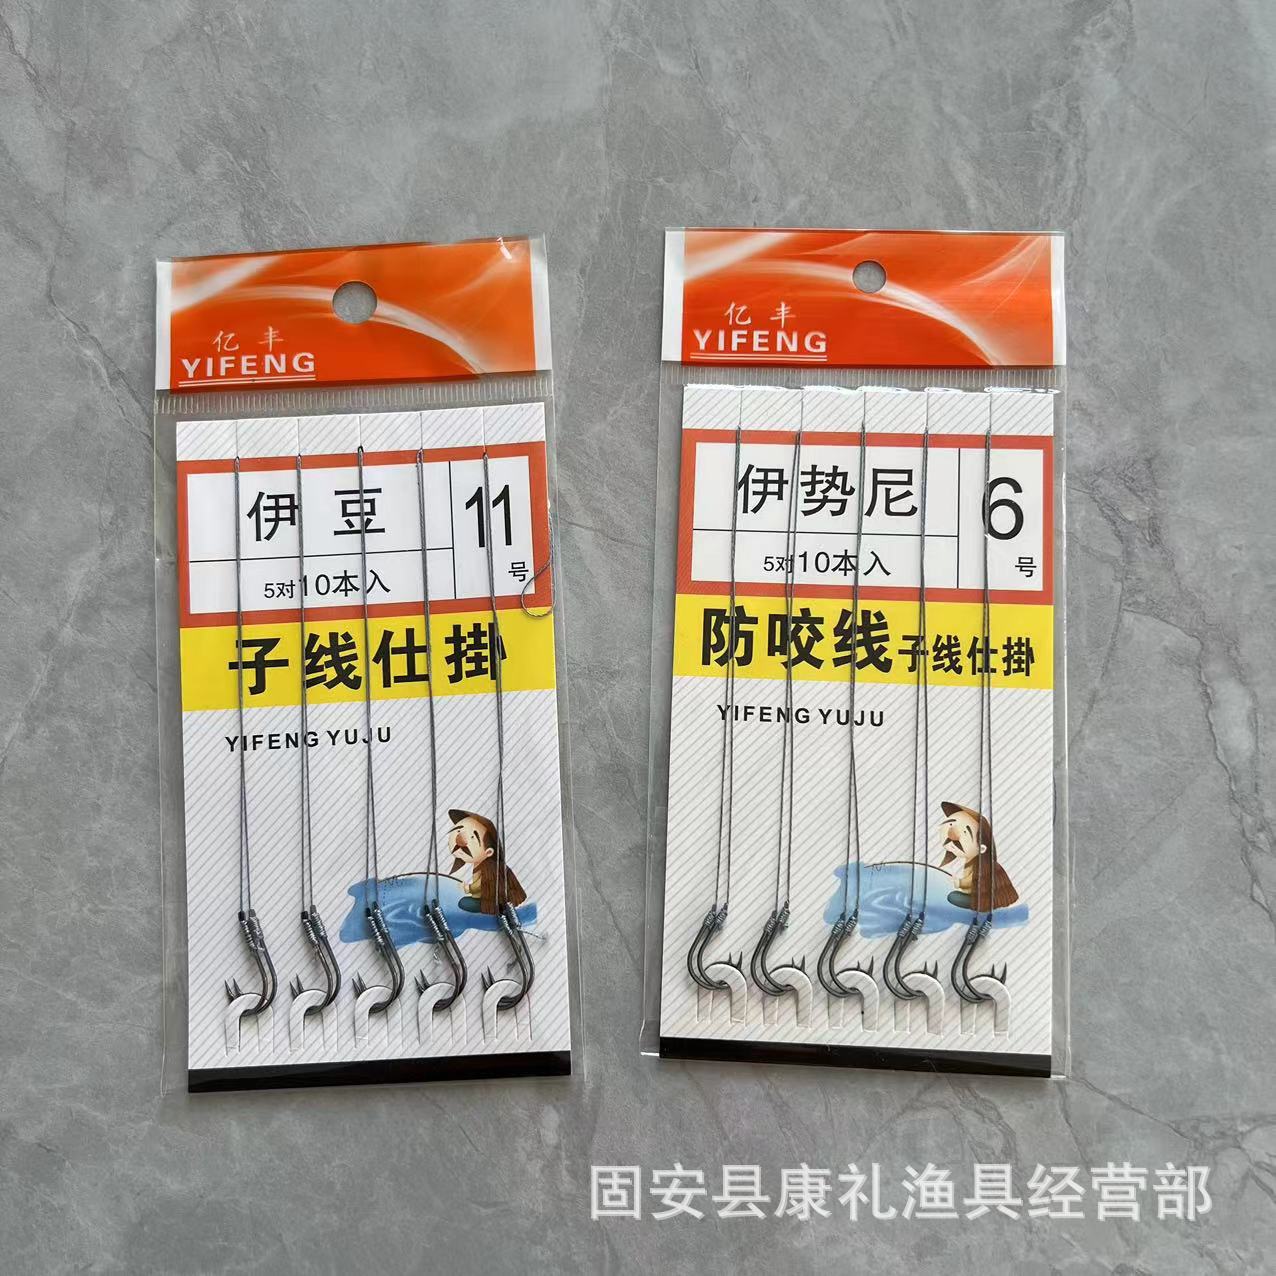 亿丰
YIFENG
伊豆
11
号
5对10本入
子线仕掛
YIFENG YUJU
亿丰
YIFENG
伊势尼
6
号
5对10本入
防咬线子线仕掛
YIFENG YUJU
固安县康礼渔具经营部